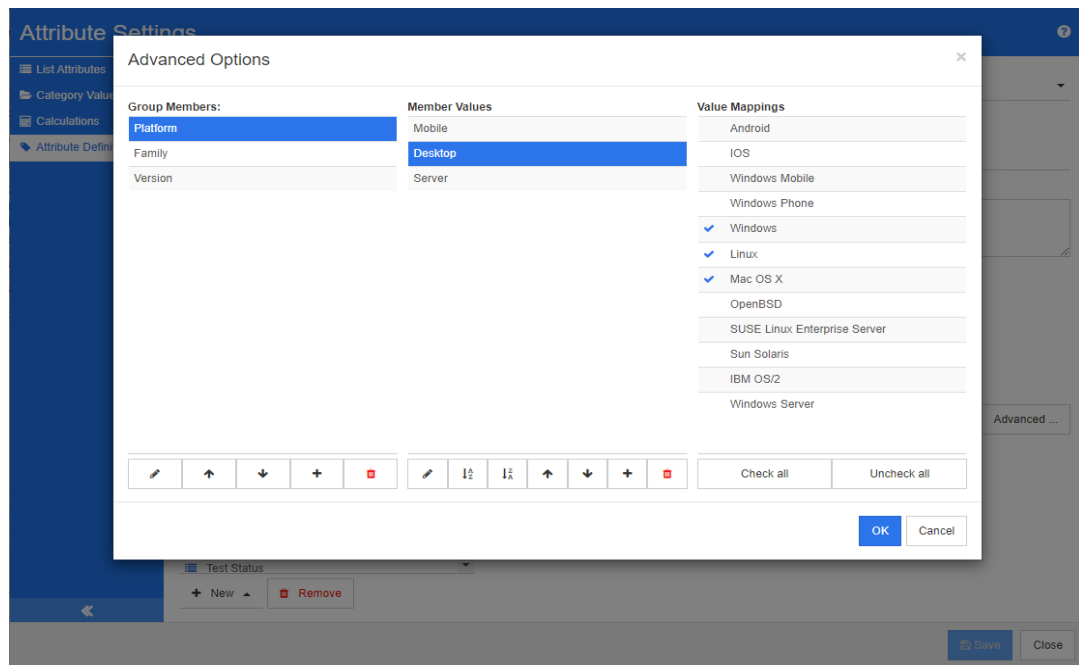 Attribute Settings
List Attributes
Category Value
Calculations
Attribute Defini
Advanced Options
Group Members:
Platform
Family
Version
Member Values
Mobile
Desktop
Server
Value Mappings
Android
IOS
Windows Mobile
Windows Phone
Windows
Linux
Mac OS X
OpenBSD
SUSE Linux Enterprise Server
Sun Solaris
IBM OS/2
Windows Server
Check all
Uncheck all
OK
Cancel
Advanced ...
Test Status
New
Remove
Save
Close